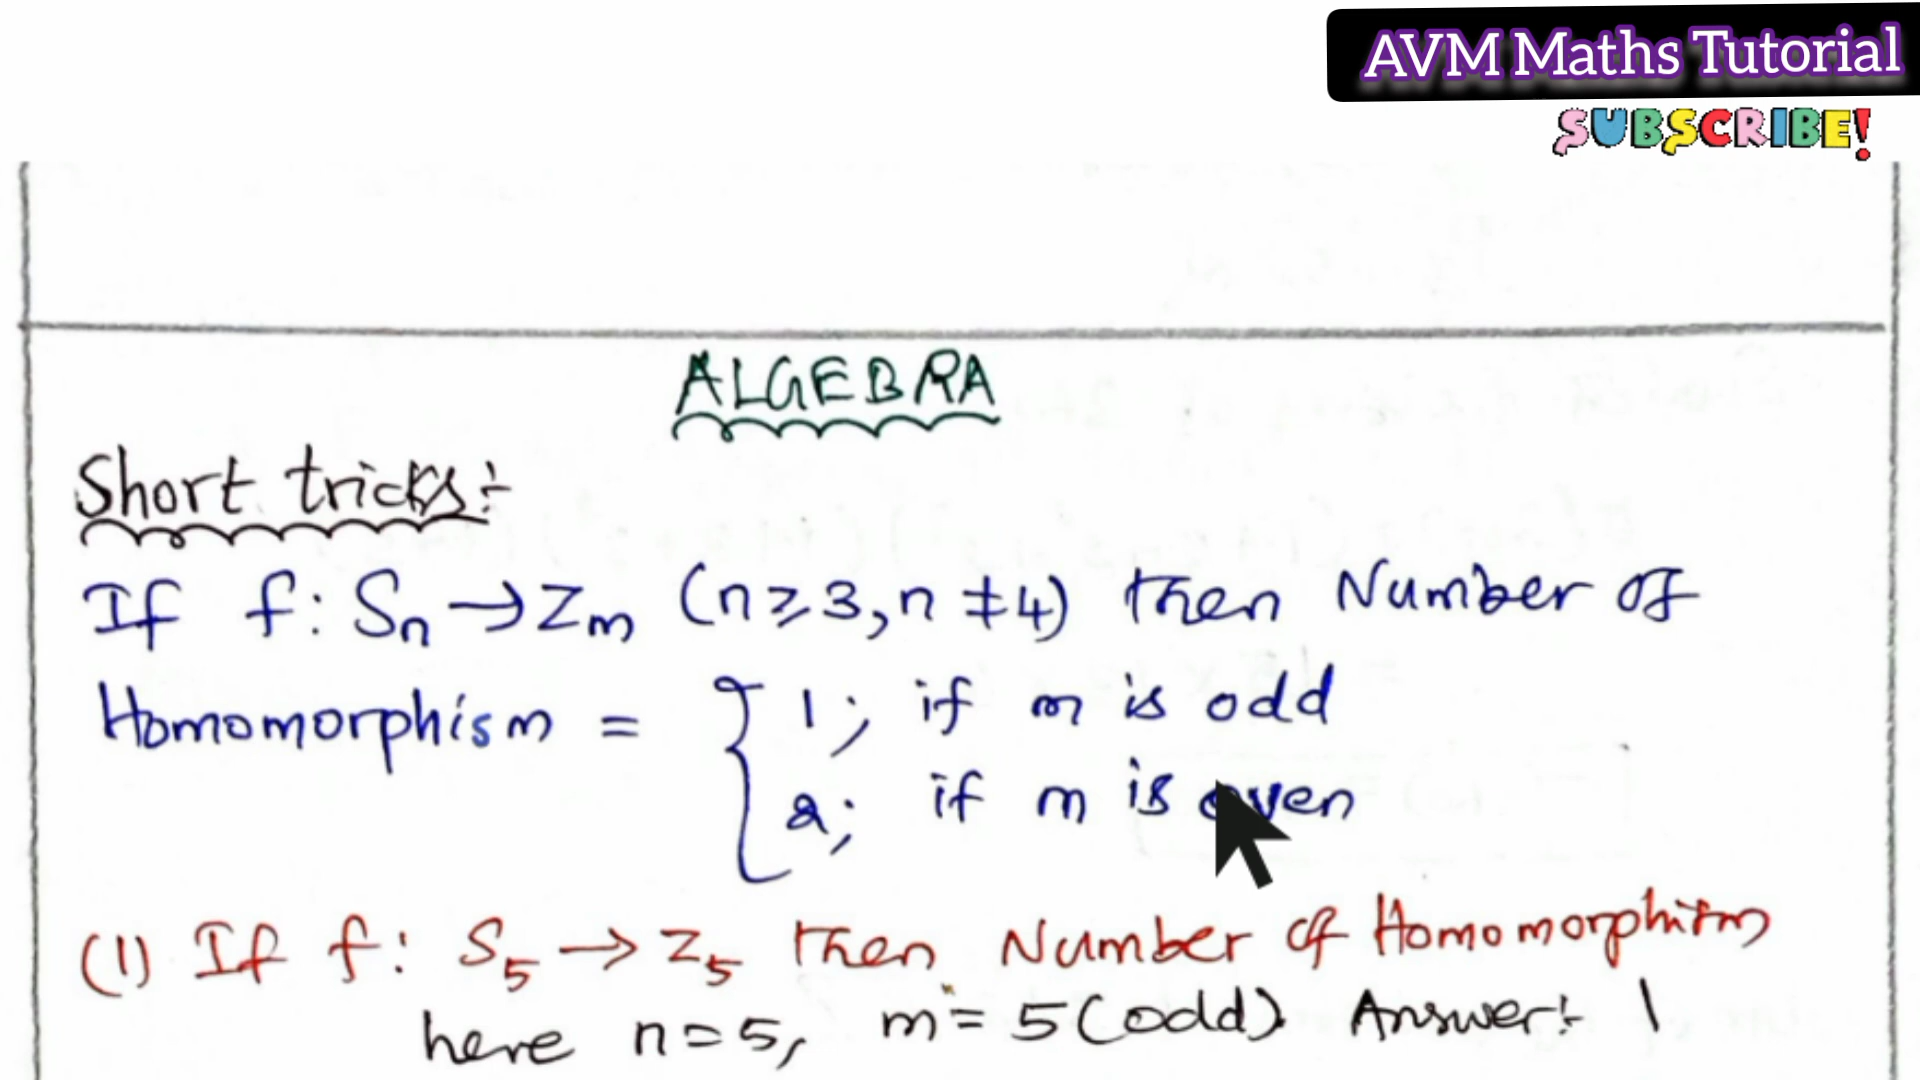 AVM Maths Tutorial
SUBSCRIBE!
ALGEBRA
Short tricks:-
If f: Sn → Zm (n ≥ 3, n ≠ 4) then Number of
Homomorphism = { 1; if m is odd
2; if m is even
(1) If f: S5 → Z5 then Number of Homomorphism
here n = 5, m = 5 (odd). Answer:- 1